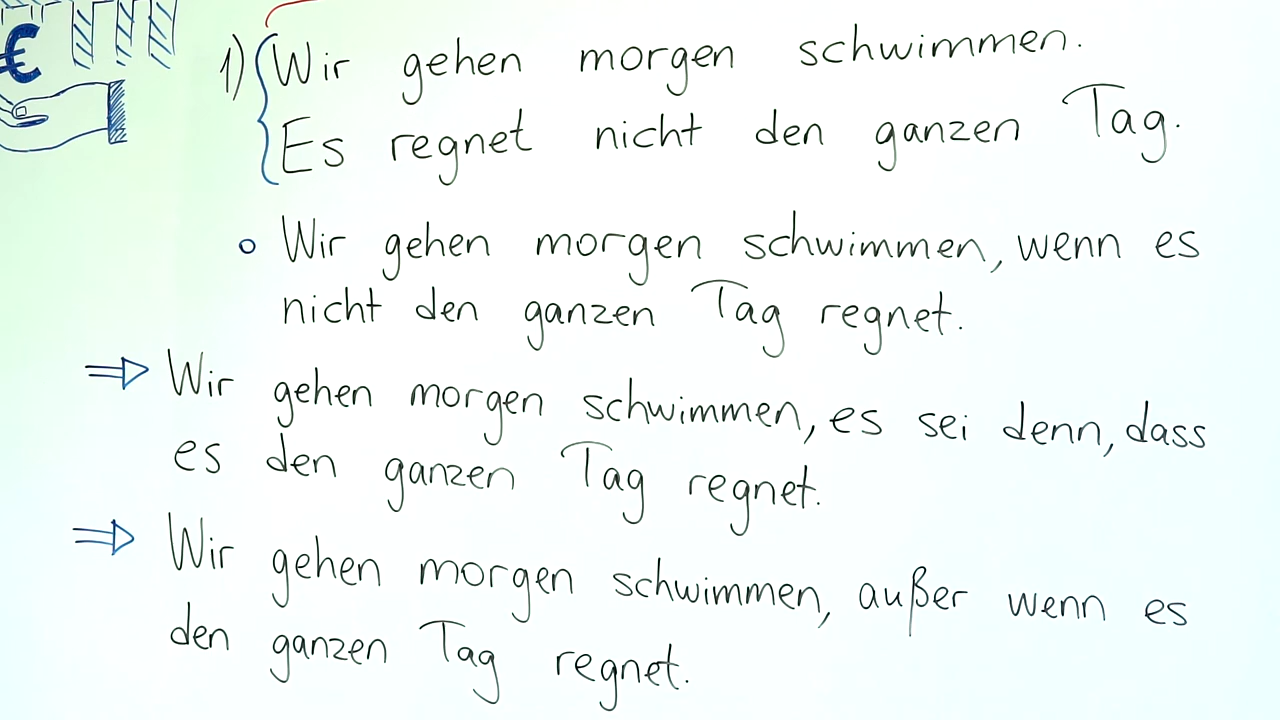 €
1) Wir gehen morgen schwimmen.
Es regnet nicht den ganzen Tag.
o Wir gehen morgen schwimmen, wenn es
nicht den ganzen Tag regnet.
⇒ Wir gehen morgen schwimmen, es sei denn, dass
es den ganzen Tag regnet.
⇒ Wir gehen morgen schwimmen, außer wenn es
den ganzen Tag regnet.